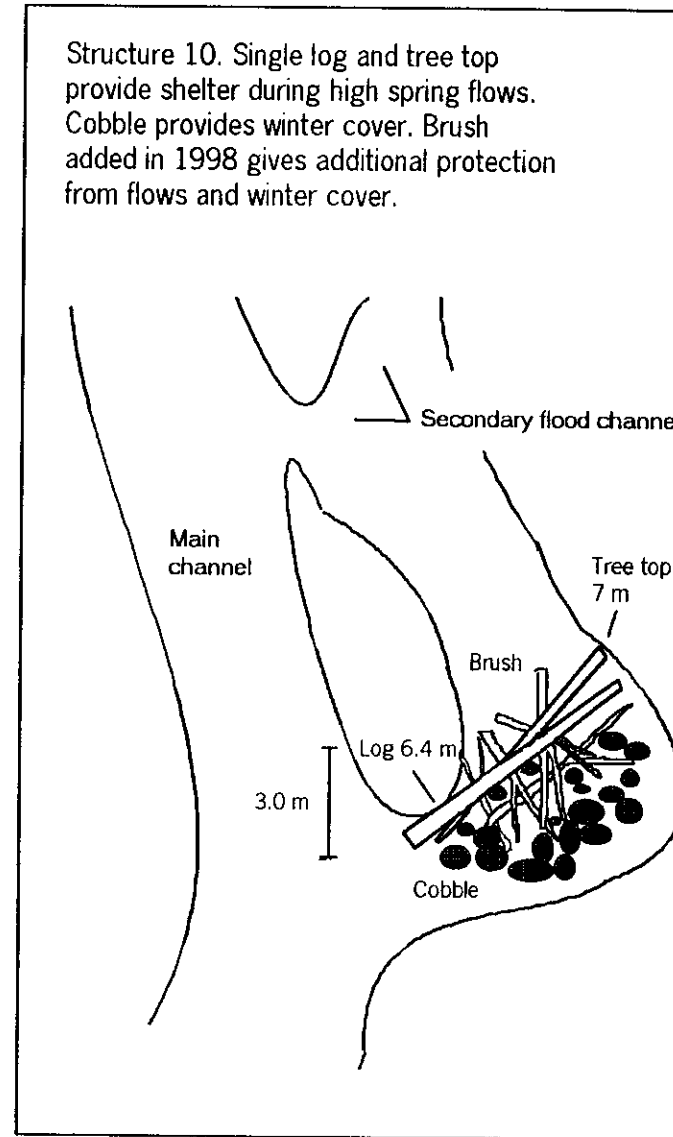 Structure 10. Single log and tree top
provide shelter during high spring flows.
Cobble provides winter cover. Brush
added in 1998 gives additional protection
from flows and winter cover.
Secondary flood channe
Main
channel
Tree top
7 m
Brush
Log 6.4 m
3.0 m
Cobble